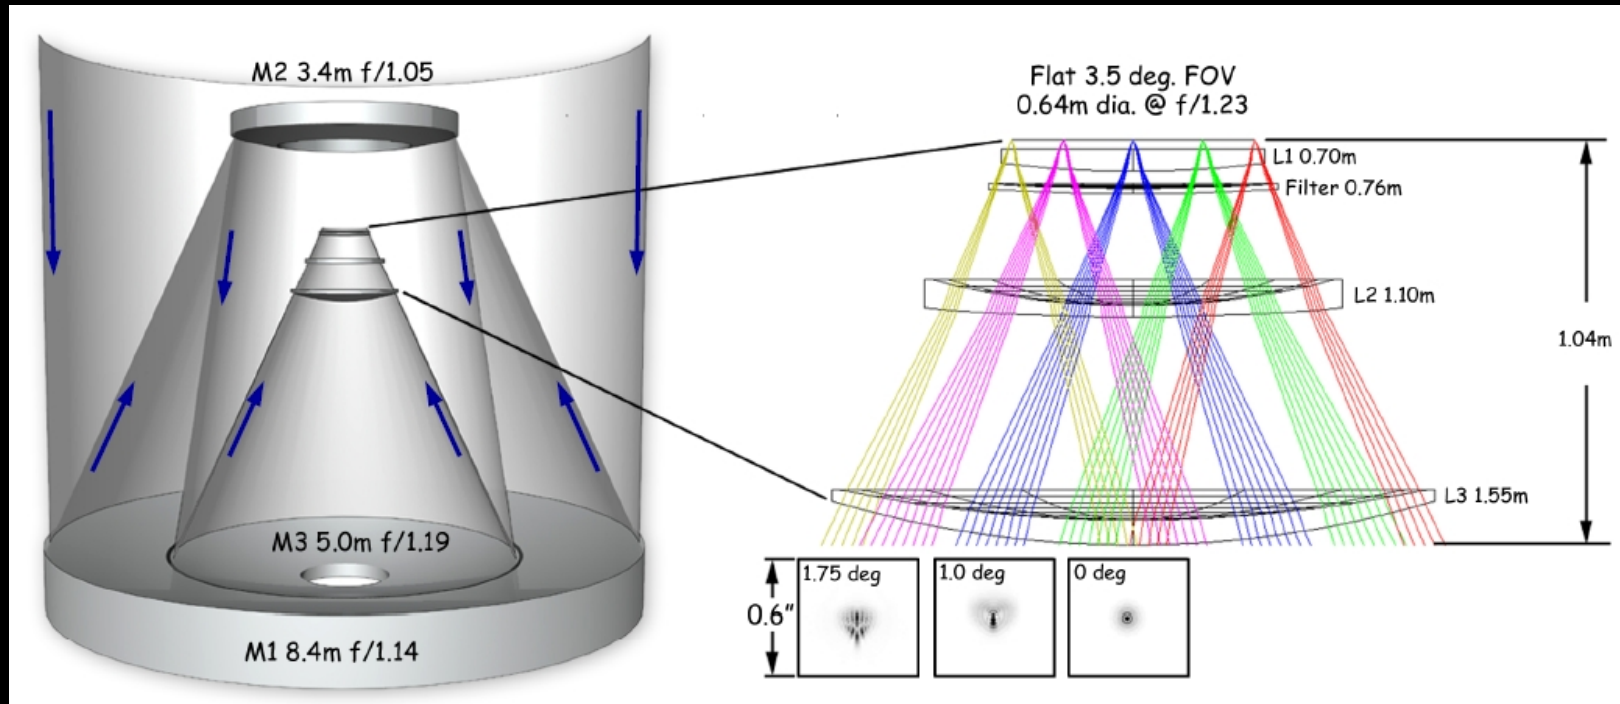 M2 3.4m f/1.05
M3 5.0m f/1.19
M1 8.4m f/1.14
Flat 3.5 deg. FOV
0.64m dia. @ f/1.23
L1 0.70m
Filter 0.76m
L2 1.10m
1.04m
L3 1.55m
0.6"
1.75 deg
1.0 deg
0 deg